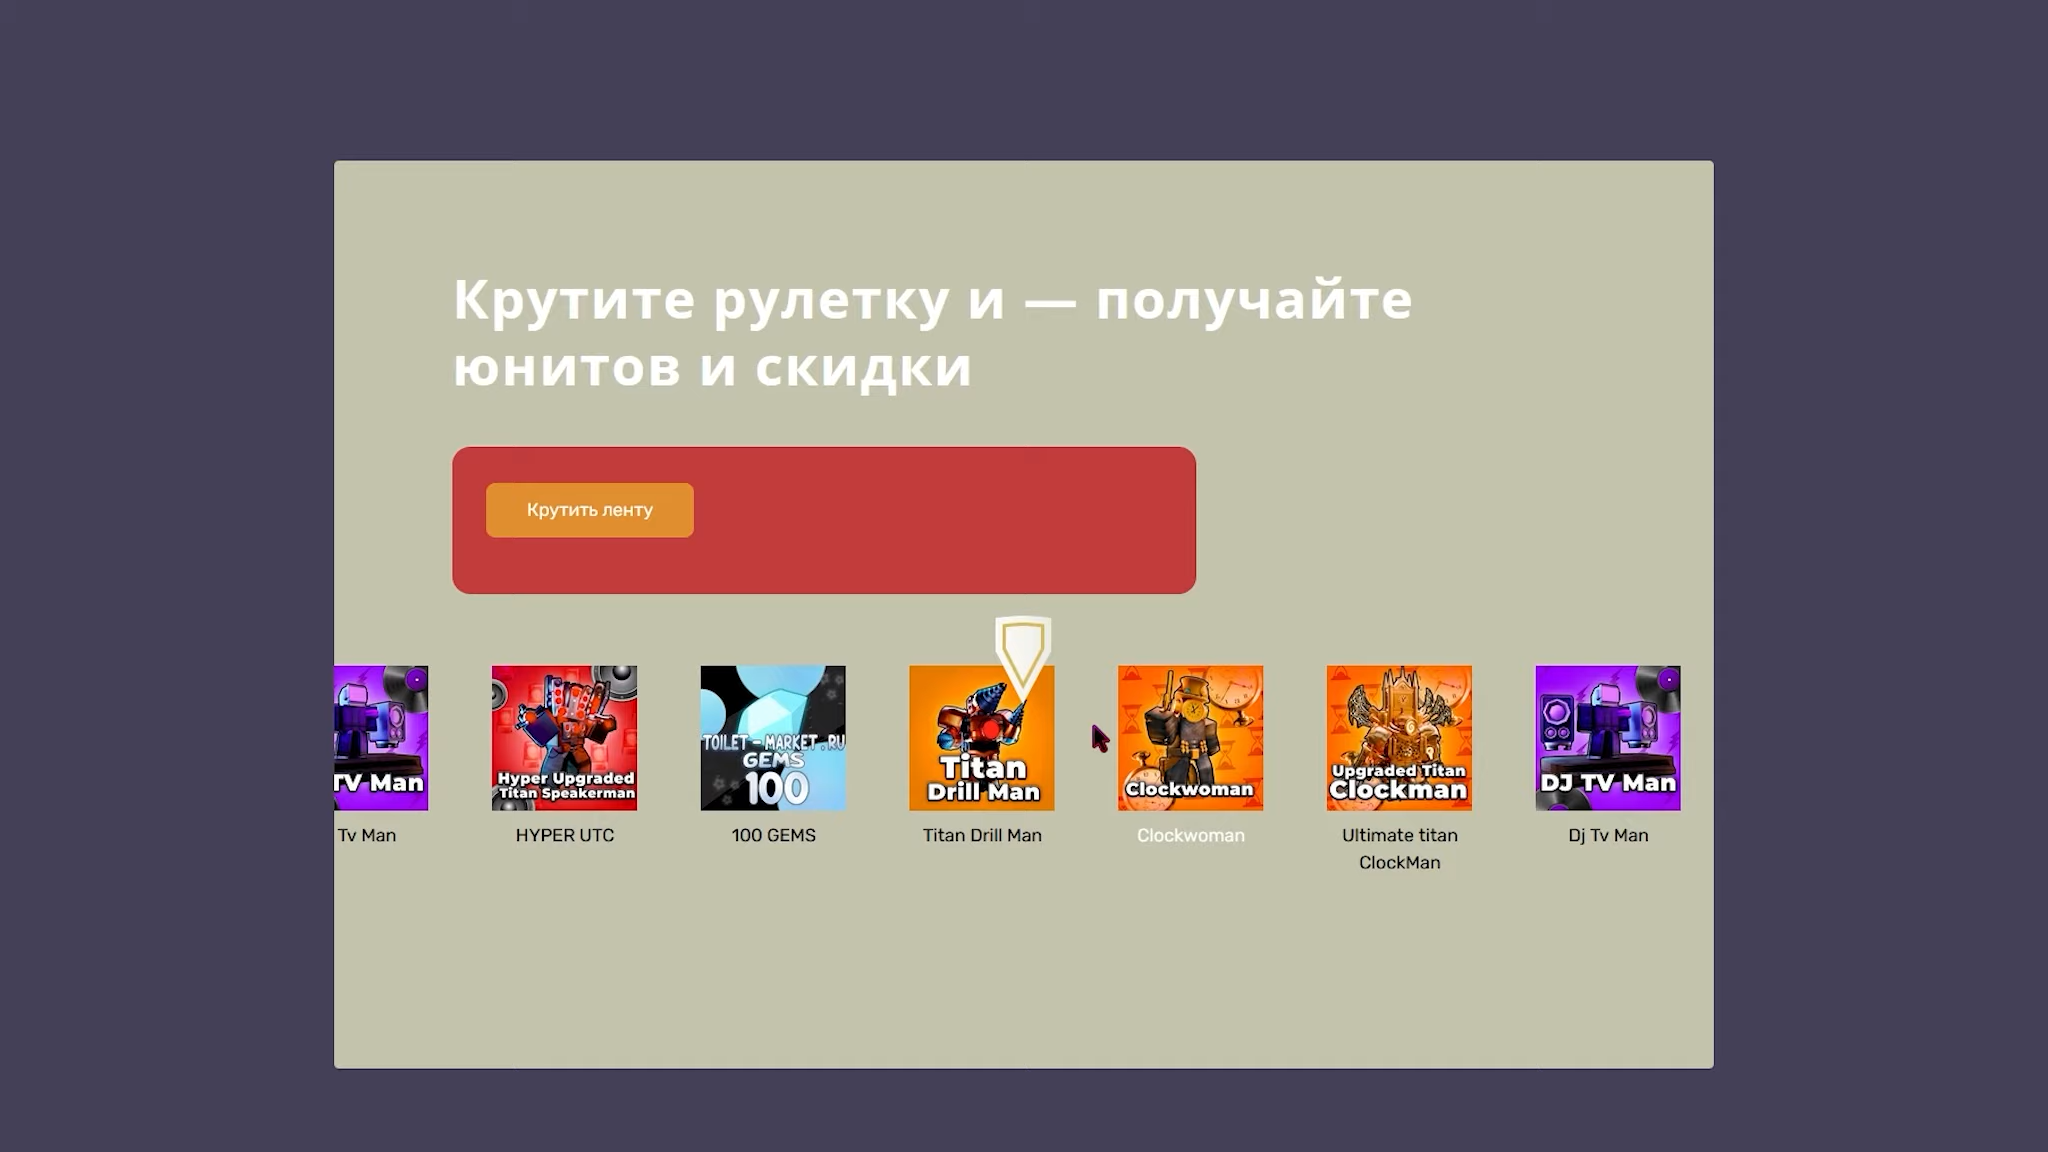 Крутите рулетку и — получайте
юнитов и скидки
Крутить ленту
TV Man
Hyper Upgraded
Titan Speakerman
TOILET - MARKET.RU
GEMS
100
Titan
Drill Man
Clockwoman
Upgraded Titan
Clockman
DJ TV Man
Tv Man
HYPER UTC
100 GEMS
Titan Drill Man
Clockwoman
Ultimate titan
ClockMan
Dj Tv Man